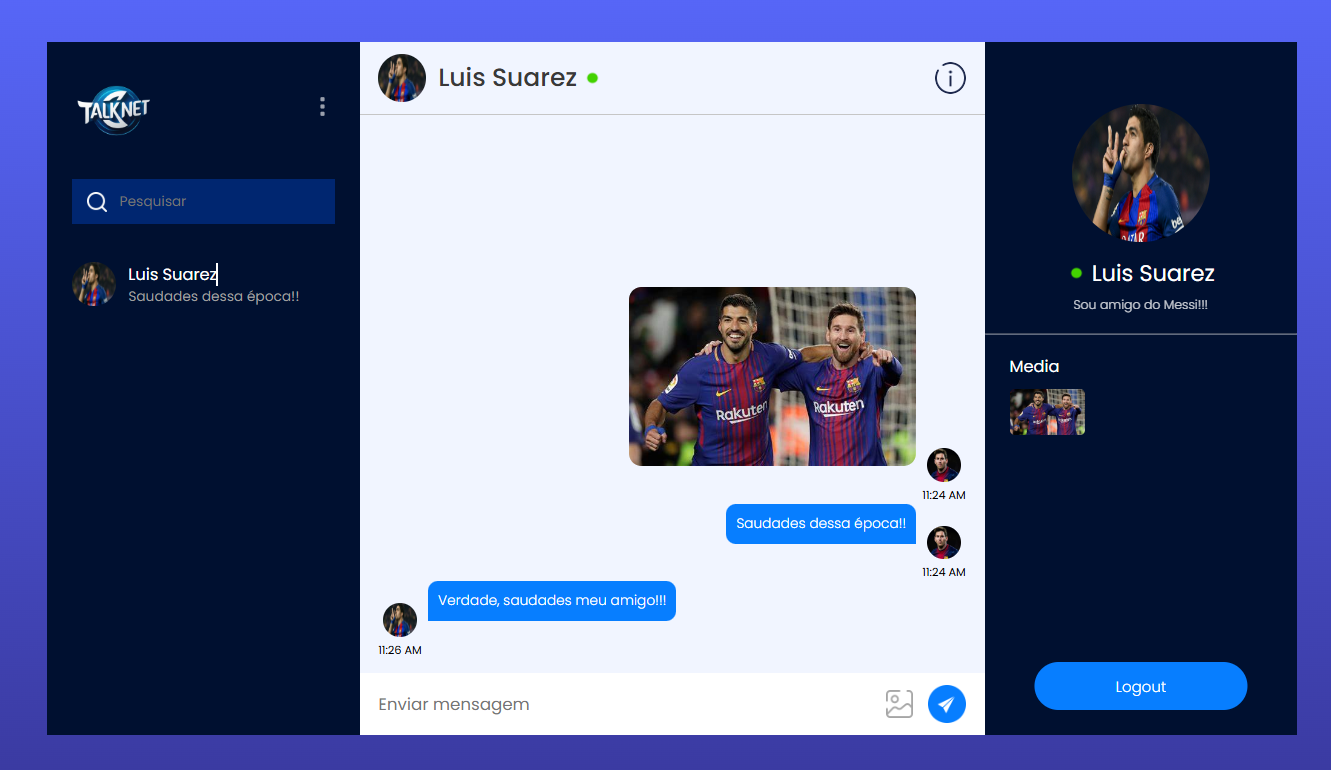 TALKNET
Pesquisar
Luis Suarez
Saudades dessa época!!
Luis Suarez
Rakuten
Rakuten
11:24 AM
Saudades dessa época!!
11:24 AM
Verdade, saudades meu amigo!!!
11:26 AM
Enviar mensagem
Luis Suarez
Sou amigo do Messi!!!
Media
Logout